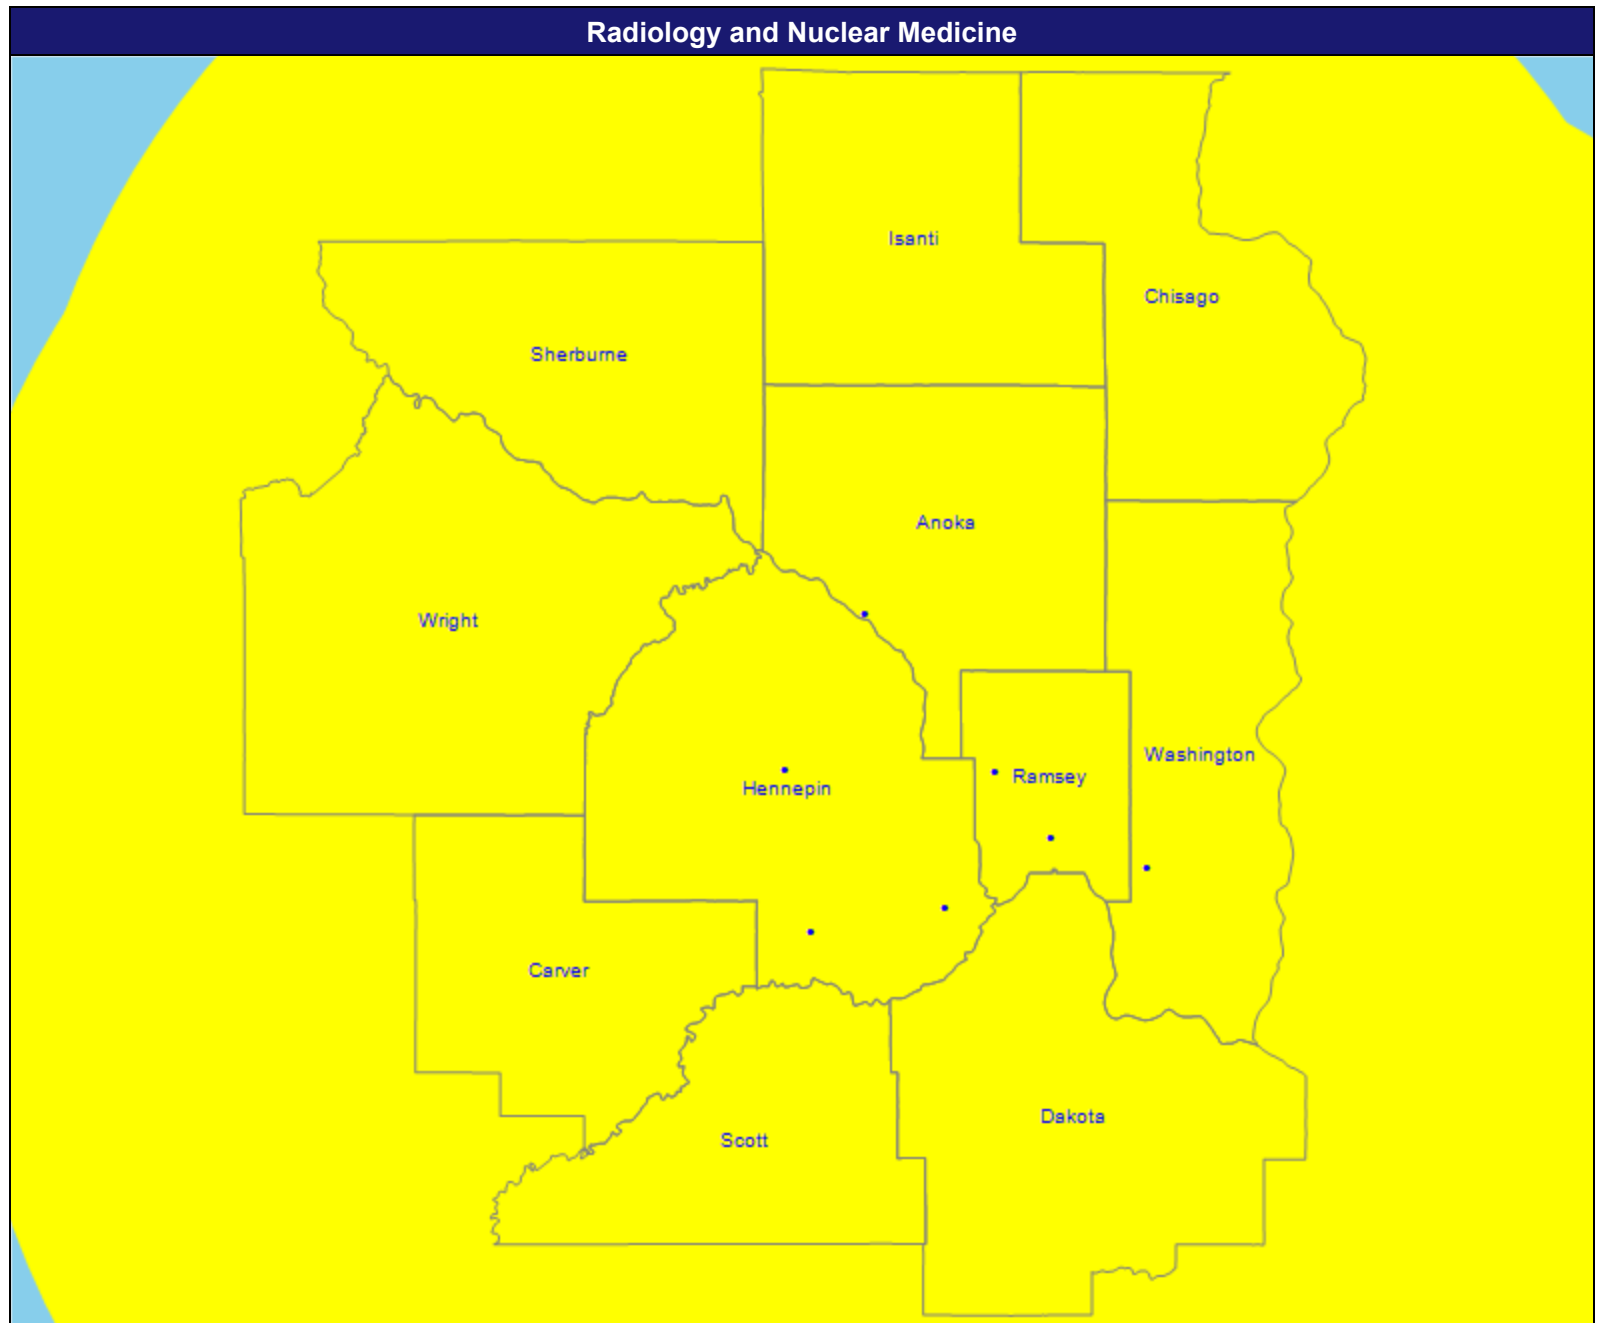 Radiology and Nuclear Medicine
Isanti
Chisago
Sherburne
Anoka
Wright
Washington
Ramsey
Hennepin
Carver
Dakota
Scott